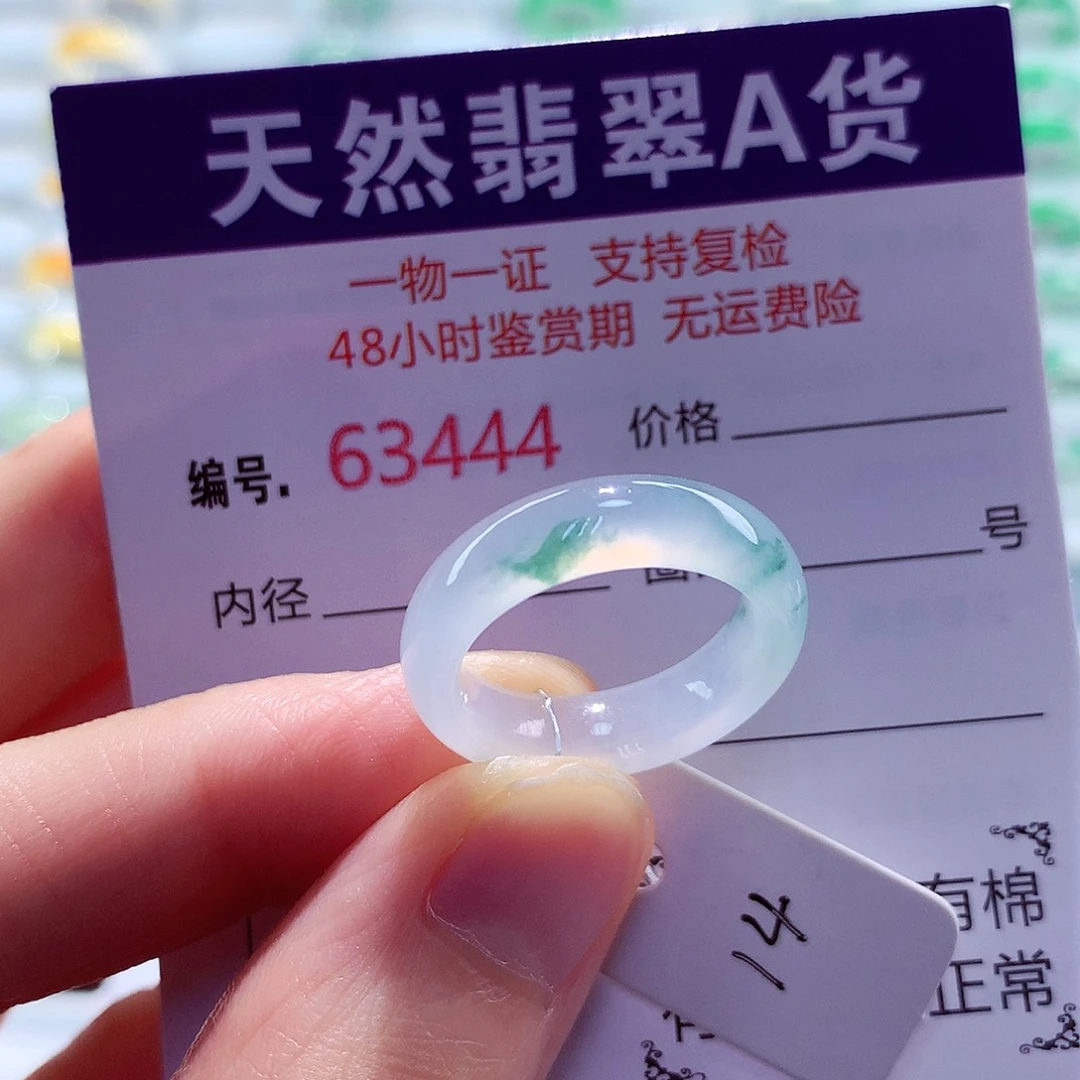 天然翡翠A货
一物一证 支持复检
48小时鉴赏期 无运费险
编号. 63444 价格
内径 号
有棉
14
正常